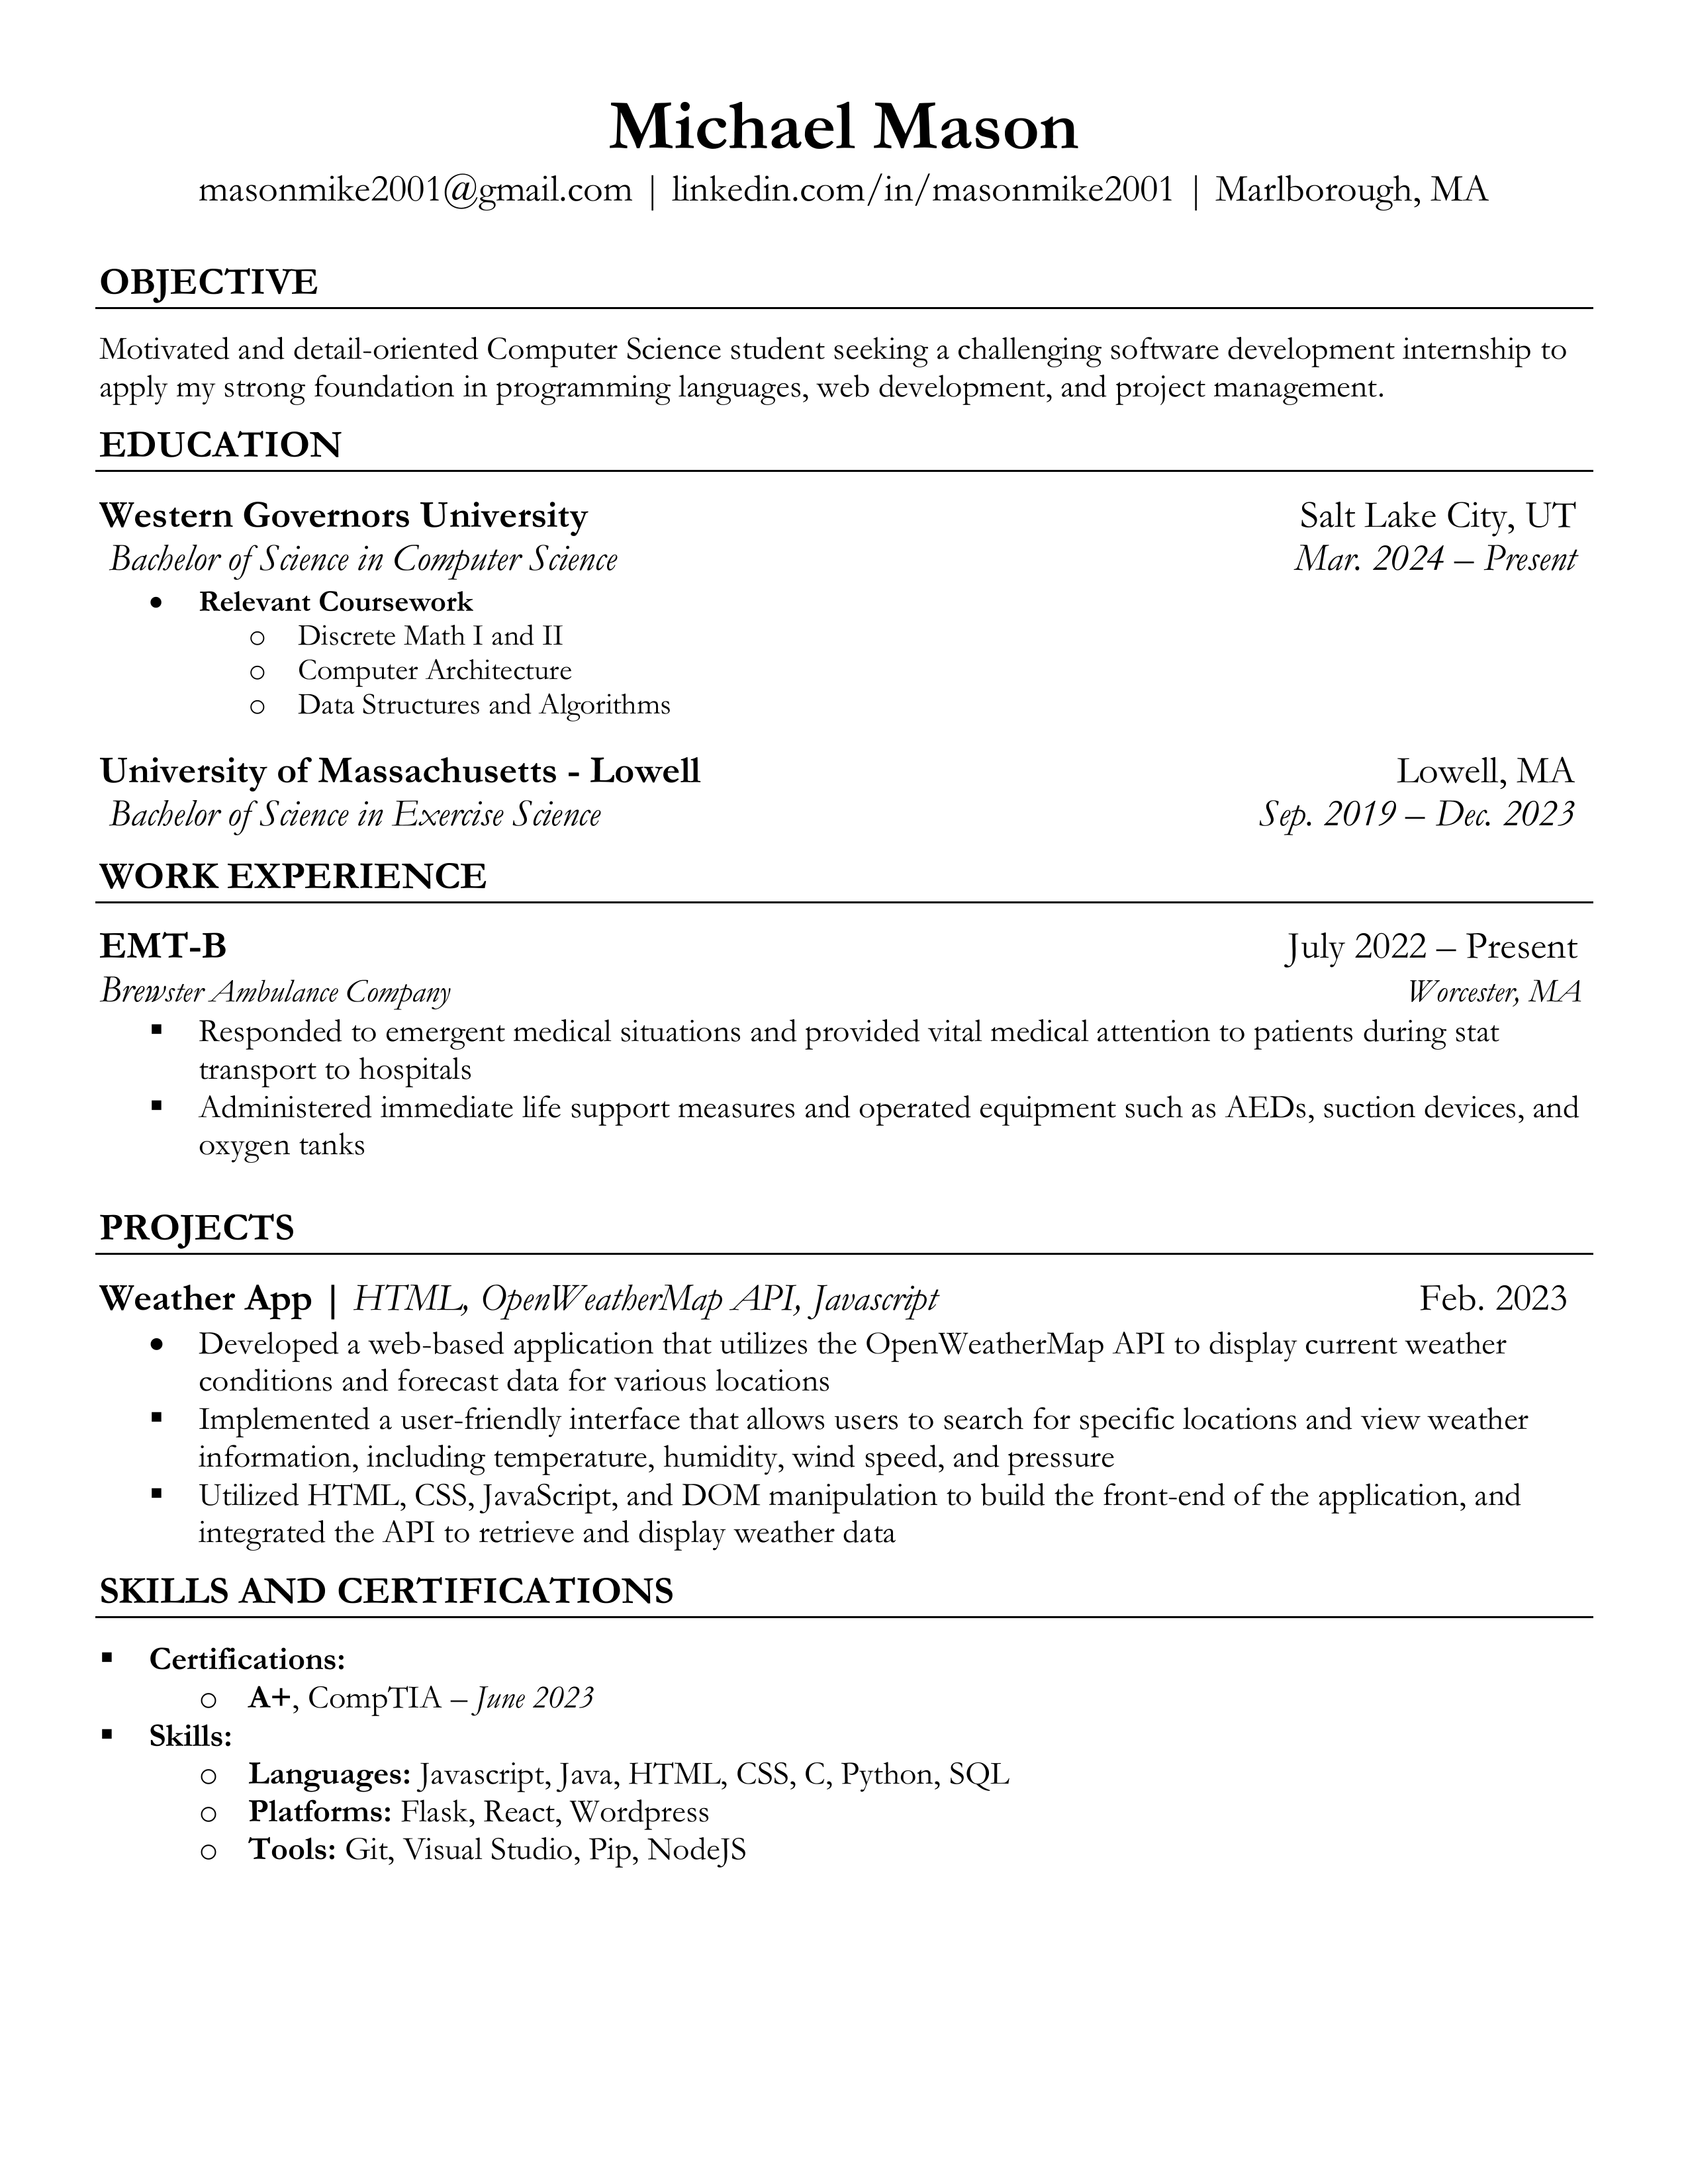 Michael Mason
masonmike2001@gmail.com | linkedin.com/in/masonmike2001 | Marlborough, MA
OBJECTIVE
Motivated and detail-oriented Computer Science student seeking a challenging software development internship to
apply my strong foundation in programming languages, web development, and project management.
EDUCATION
Western Governors University Salt Lake City, UT
Bachelor of Science in Computer Science Mar. 2024 – Present
• Relevant Coursework
o Discrete Math I and II
o Computer Architecture
o Data Structures and Algorithms
University of Massachusetts - Lowell Lowell, MA
Bachelor of Science in Exercise Science Sep. 2019 – Dec. 2023
WORK EXPERIENCE
EMT-B July 2022 – Present
Brewster Ambulance Company Worcester, MA
▪ Responded to emergent medical situations and provided vital medical attention to patients during stat
transport to hospitals
▪ Administered immediate life support measures and operated equipment such as AEDs, suction devices, and
oxygen tanks
PROJECTS
Weather App | HTML, OpenWeatherMap API, Javascript Feb. 2023
• Developed a web-based application that utilizes the OpenWeatherMap API to display current weather
conditions and forecast data for various locations
▪ Implemented a user-friendly interface that allows users to search for specific locations and view weather
information, including temperature, humidity, wind speed, and pressure
▪ Utilized HTML, CSS, JavaScript, and DOM manipulation to build the front-end of the application, and
integrated the API to retrieve and display weather data
SKILLS AND CERTIFICATIONS
▪ Certifications:
o A+, CompTIA – June 2023
▪ Skills:
o Languages: Javascript, Java, HTML, CSS, C, Python, SQL
o Platforms: Flask, React, Wordpress
o Tools: Git, Visual Studio, Pip, NodeJS